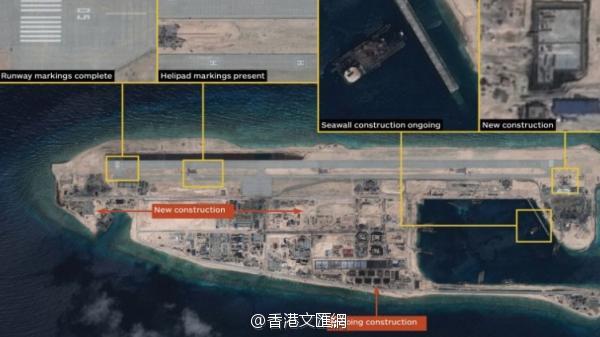 05
Runway markings complete
Helipad markings present
Seawall construction ongoing
New construction
New construction
construction
@香港文匯網